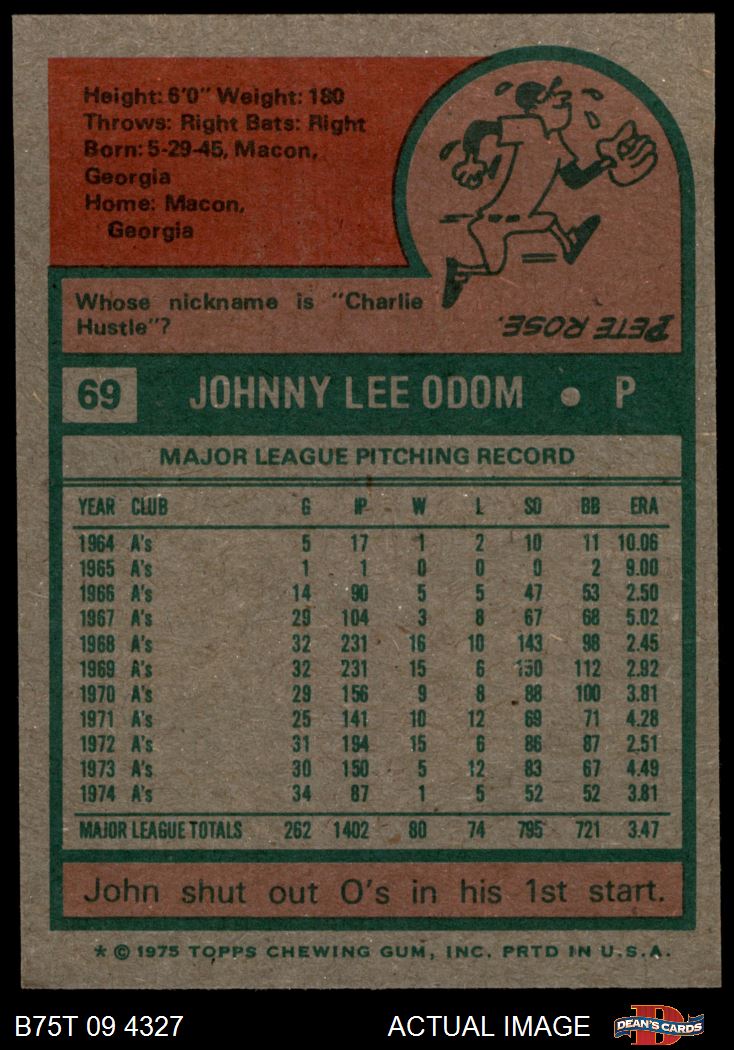 Height: 6'0" Weight: 180
Throws: Right Bats: Right
Born: 5-29-45, Macon,
Georgia
Home: Macon,
Georgia
Whose nickname is "Charlie
Hustle"?
PETE ROSE.
69 JOHNNY LEE ODOM • P
MAJOR LEAGUE PITCHING RECORD
YEAR CLUB G IP W L SO BB ERA
1964 A's 5 17 1 2 10 11 10.06
1965 A's 1 1 0 0 0 2 9.00
1966 A's 14 90 5 5 47 53 2.50
1967 A's 29 104 3 8 67 68 5.02
1968 A's 32 231 16 10 143 98 2.45
1969 A's 32 231 15 6 150 112 2.92
1970 A's 29 156 9 8 88 100 3.81
1971 A's 25 141 10 12 69 71 4.28
1972 A's 31 194 15 6 86 87 2.51
1973 A's 30 150 5 12 83 67 4.49
1974 A's 34 87 1 5 52 52 3.81
MAJOR LEAGUE TOTALS 262 1402 80 74 795 721 3.47
John shut out O's in his 1st start.
* © 1975 TOPPS CHEWING GUM, INC. PRTD IN U.S.A.
B75T 09 4327 ACTUAL IMAGE DEAN'S CARDS